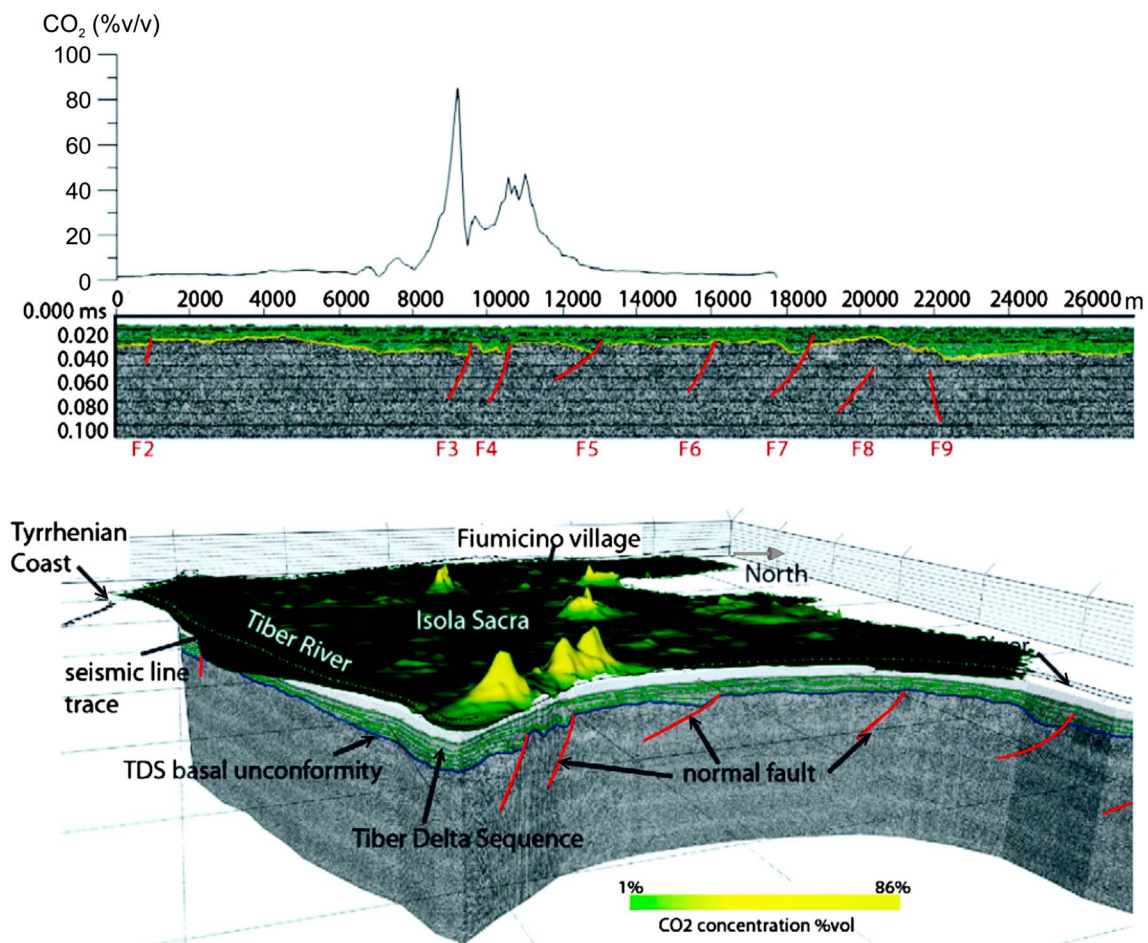 CO₂ (%v/v)
100
80
60
40
20
0
0 2000 4000 6000 8000 10000 12000 14000 16000 18000 20000 22000 24000 26000 m
0.000 ms
0.020
0.040
0.060
0.080
0.100
F2 F3 F4 F5 F6 F7 F8 F9
Tyrrhenian
Coast
Fiumicino village
North
Isola Sacra
Tiber River
seismic line
trace
TDS basal unconformity
normal fault
Tiber Delta Sequence
1% 86%
CO2 concentration %vol